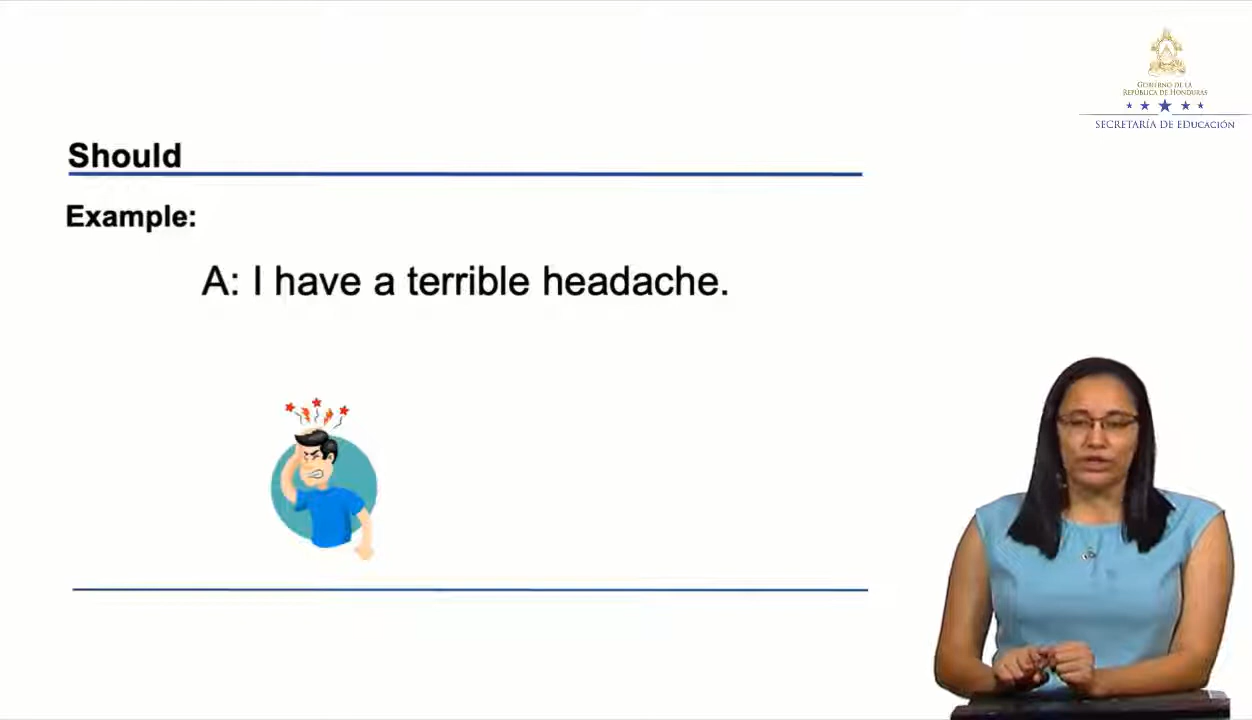 GOBIERNO DE LA
REPÚBLICA DE HONDURAS
SECRETARÍA DE EDUCACIÓN
Should
Example:
A: I have a terrible headache.